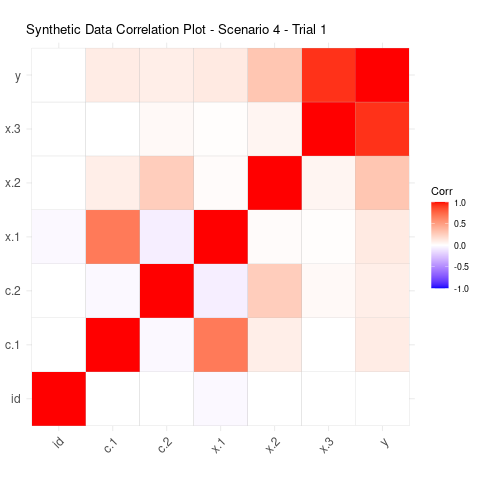 Synthetic Data Correlation Plot - Scenario 4 - Trial 1
y
x.3
x.2
x.1
c.2
c.1
id
id
c.1
c.2
x.1
x.2
x.3
y
Corr
1.0
0.5
0.0
-0.5
-1.0